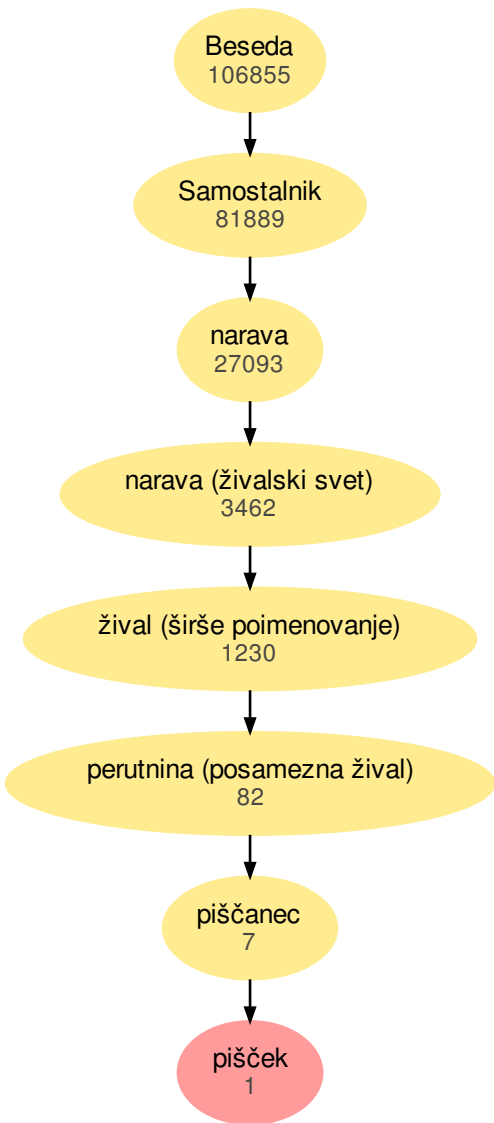 Beseda
106855
Samostalnik
81889
narava
27093
narava (živalski svet)
3462
žival (širše poimenovanje)
1230
perutnina (posamezna žival)
82
piščanec
7
pišček
1